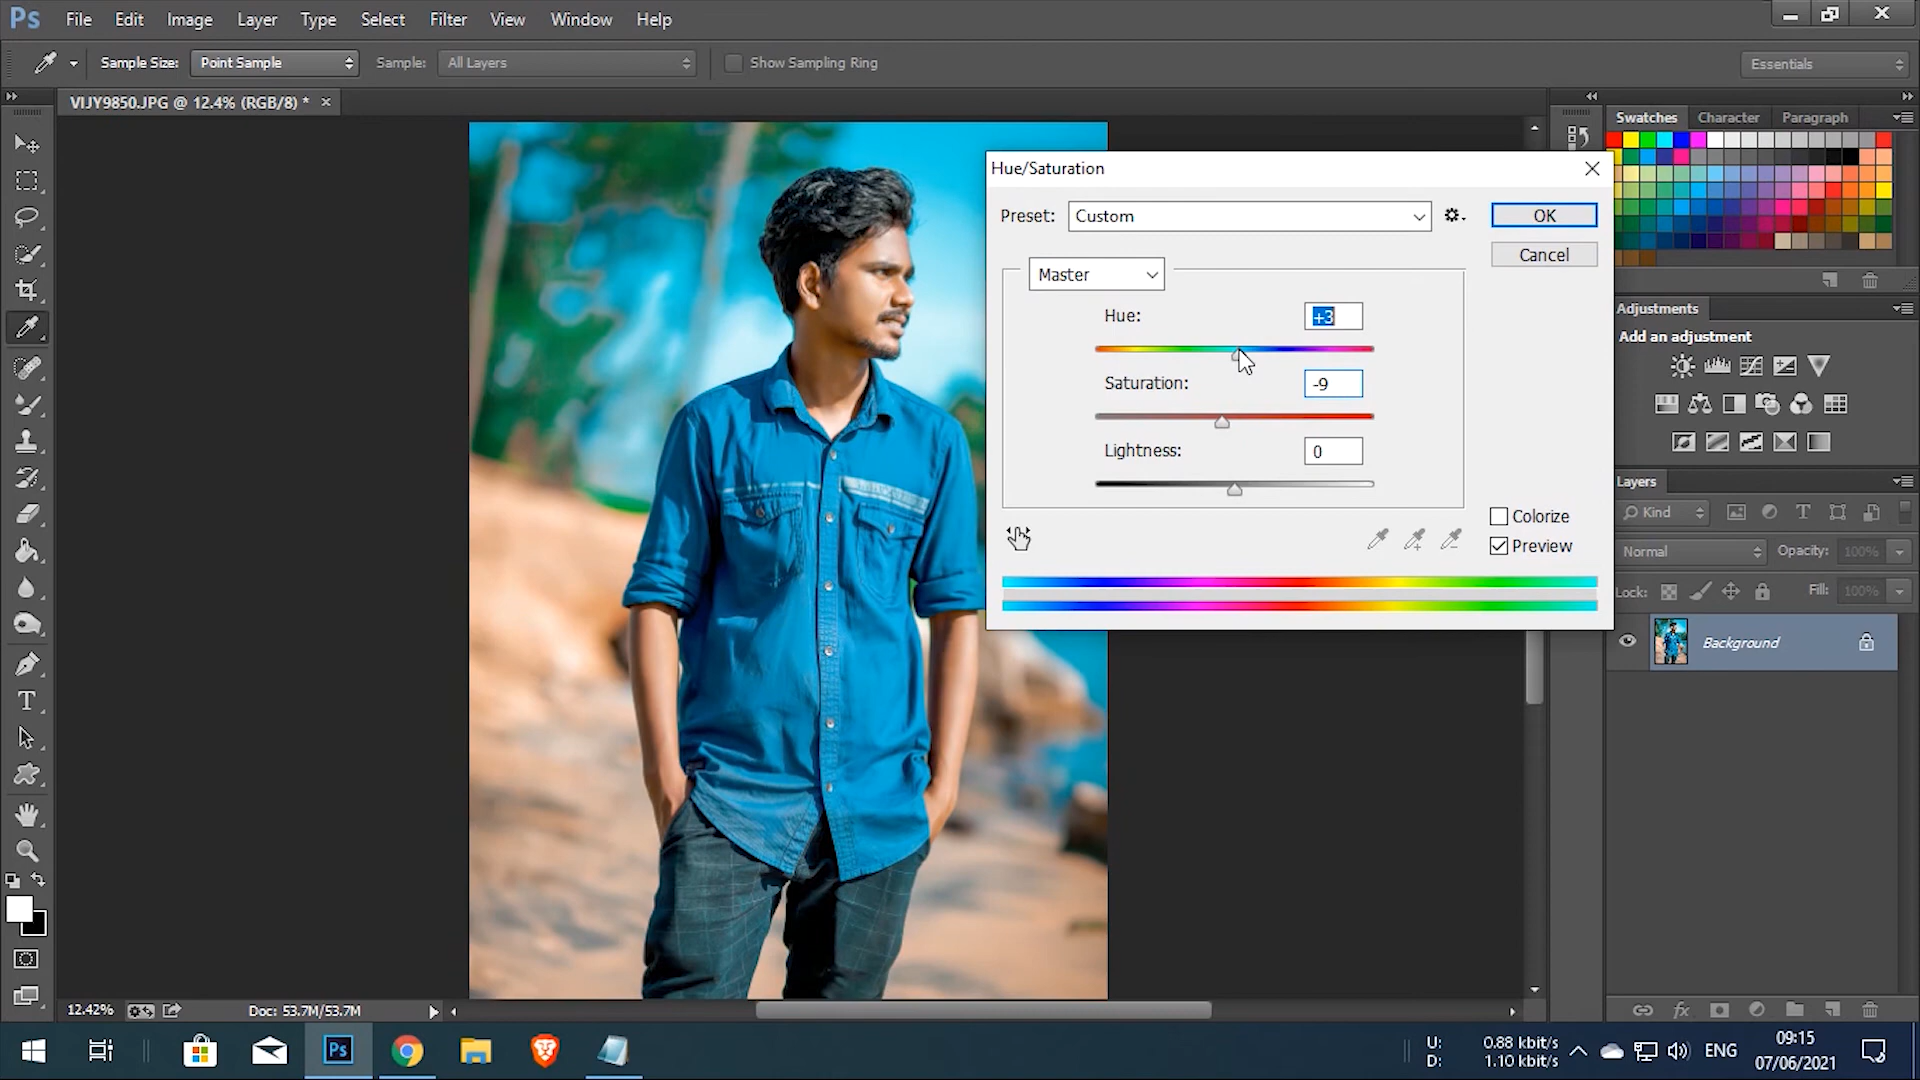 Ps File Edit Image Layer Type Select Filter View Window Help
Sample Size: Point Sample Sample: All Layers Show Sampling Ring Essentials
VIJY9850.JPG @ 12.4% (RGB/8) * ×
Swatches Character Paragraph
Hue/Saturation
Preset: Custom OK
Cancel
Master
Hue: +3
Saturation: -9
Lightness: 0
Colorize
Preview
Adjustments
Add an adjustment
Layers
Kind
Normal Opacity: 100%
Lock: Fill: 100%
Background
12.42% Doc: 53.7M/53.7M
Ps
U: 0.88 kbit/s
D: 1.10 kbit/s
ENG
09:15
07/06/2021